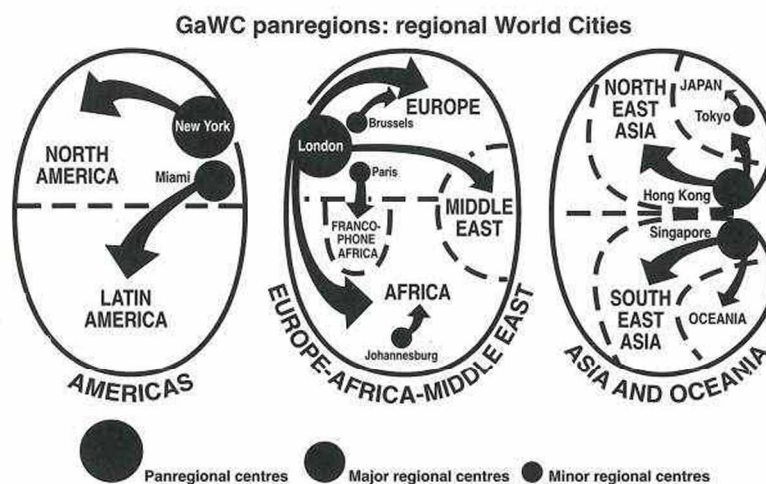 GaWC panregions: regional World Cities
New York
NORTH
AMERICA
Miami
LATIN
AMERICA
AMERICAS
EUROPE
Brussels
London
Paris
MIDDLE
EAST
FRANCO-
PHONE
AFRICA
AFRICA
Johannesburg
EUROPE-AFRICA-MIDDLE EAST
NORTH
EAST
ASIA
JAPAN
Tokyo
Hong Kong
Singapore
SOUTH
EAST
ASIA
OCEANIA
ASIA AND OCEANIA
Panregional centres
Major regional centres
Minor regional centres